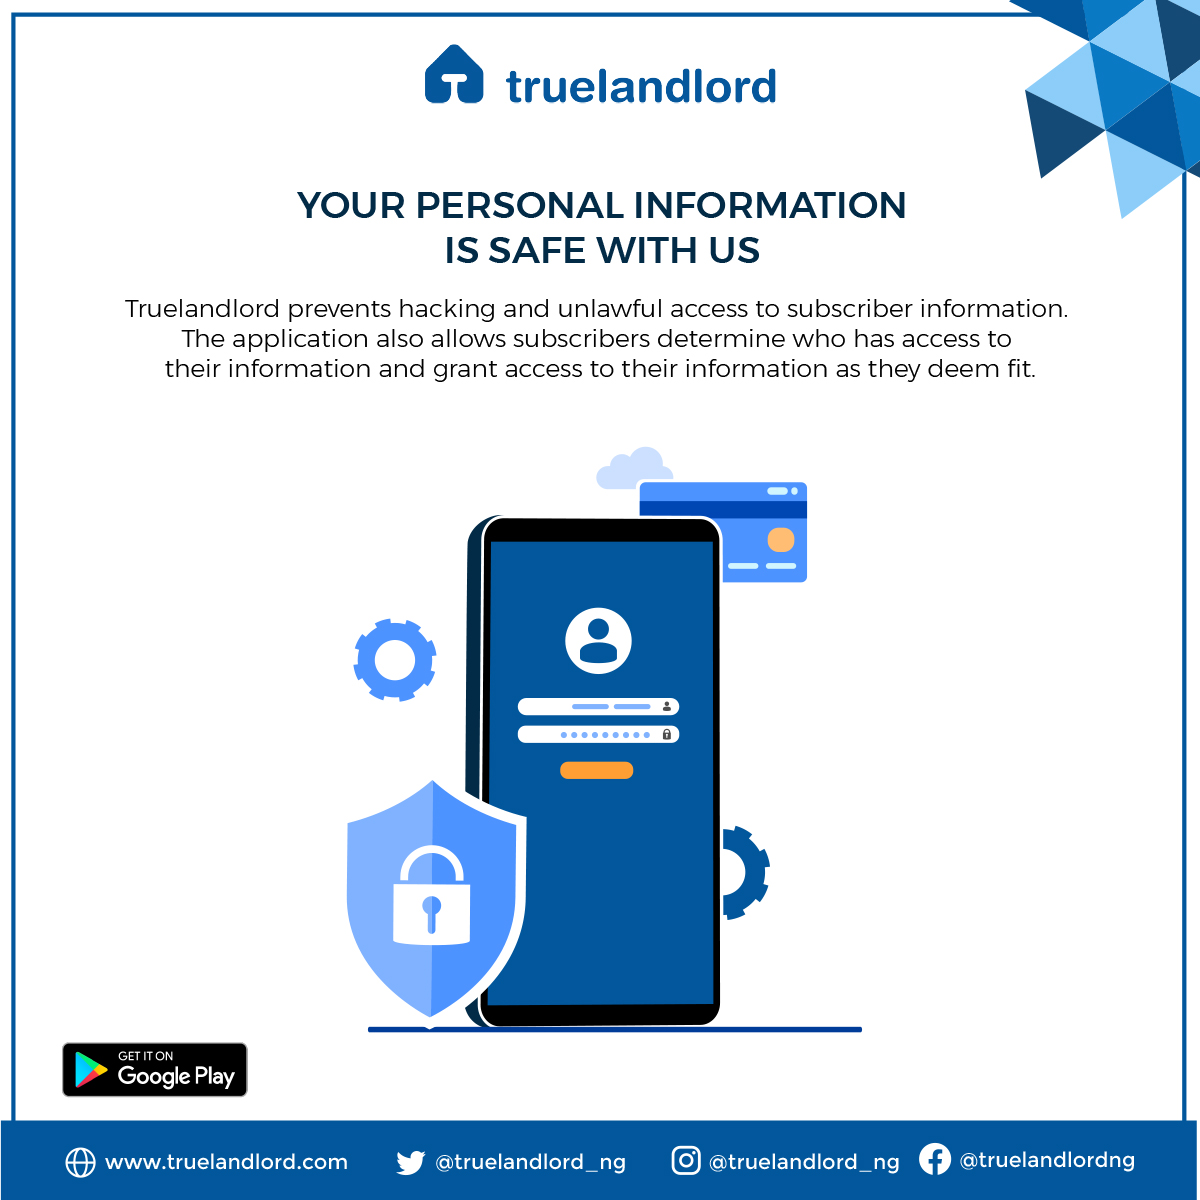 truelandlord
YOUR PERSONAL INFORMATION
IS SAFE WITH US
Truelandlord prevents hacking and unlawful access to subscriber information.
The application also allows subscribers determine who has access to
their information and grant access to their information as they deem fit.
GET IT ON
Google Play
www.truelandlord.com
@truelandlord_ng
@truelandlord_ng
@truelandlordng